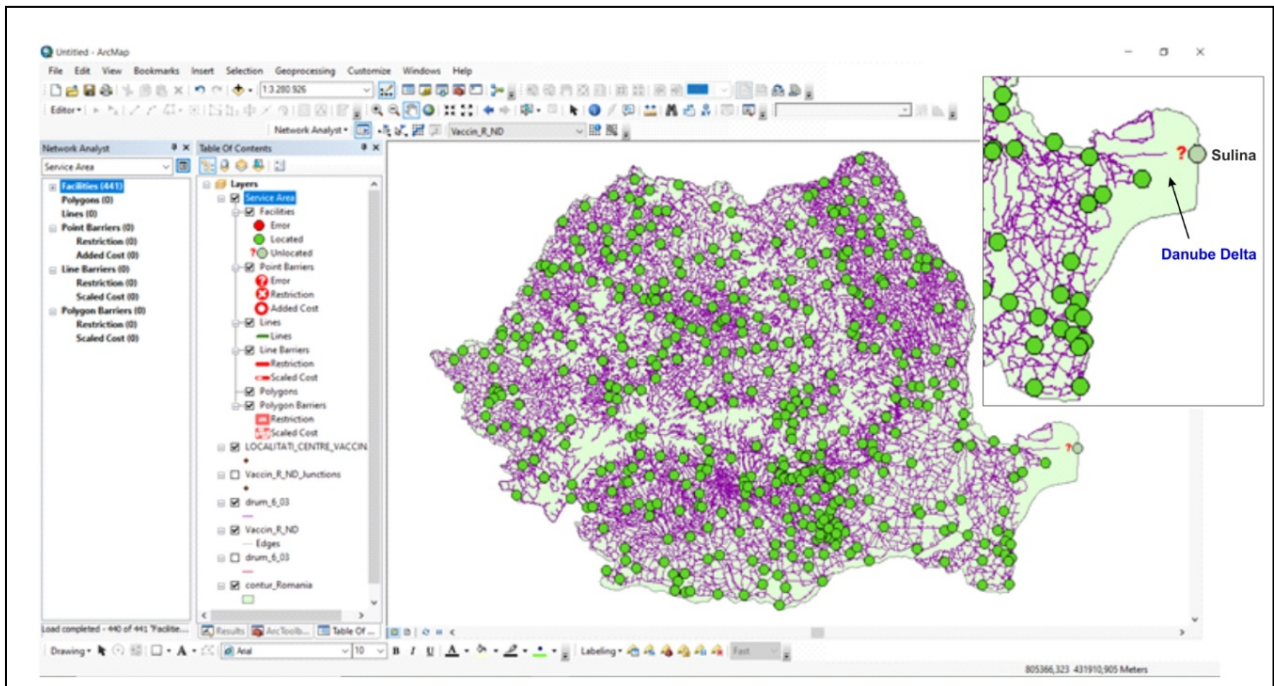 Untitled - ArcMap
File Edit View Bookmarks Insert Selection Geoprocessing Customize Windows Help
1:3.280.926
Editor
Network Analyst Vaccin_R_ND
Network Analyst
Service Area
Facilities (441)
Polygons (0)
Lines (0)
Point Barriers (0)
Restriction (0)
Added Cost (0)
Line Barriers (0)
Restriction (0)
Scaled Cost (0)
Polygon Barriers (0)
Restriction (0)
Scaled Cost (0)
Load completed - 440 of 441 "Facilitie...
Table Of Contents
Layers
Service Area
Facilities
Error
Located
? Unlocated
Point Barriers
? Error
Restriction
Added Cost
Lines
Lines
Line Barriers
Restriction
Scaled Cost
Polygons
Polygon Barriers
Restriction
Scaled Cost
LOCALITATI_CENTRE_VACCIN
Vaccin_R_ND_Junctions
drum_6_03
Vaccin_R_ND
Edges
drum_6_03
contur_Romania
Results ArcToolb... Table Of ...
?
? Sulina
Danube Delta
Drawing A Arial 10 B I U A Labeling Fast
805366,323 431910,905 Meters